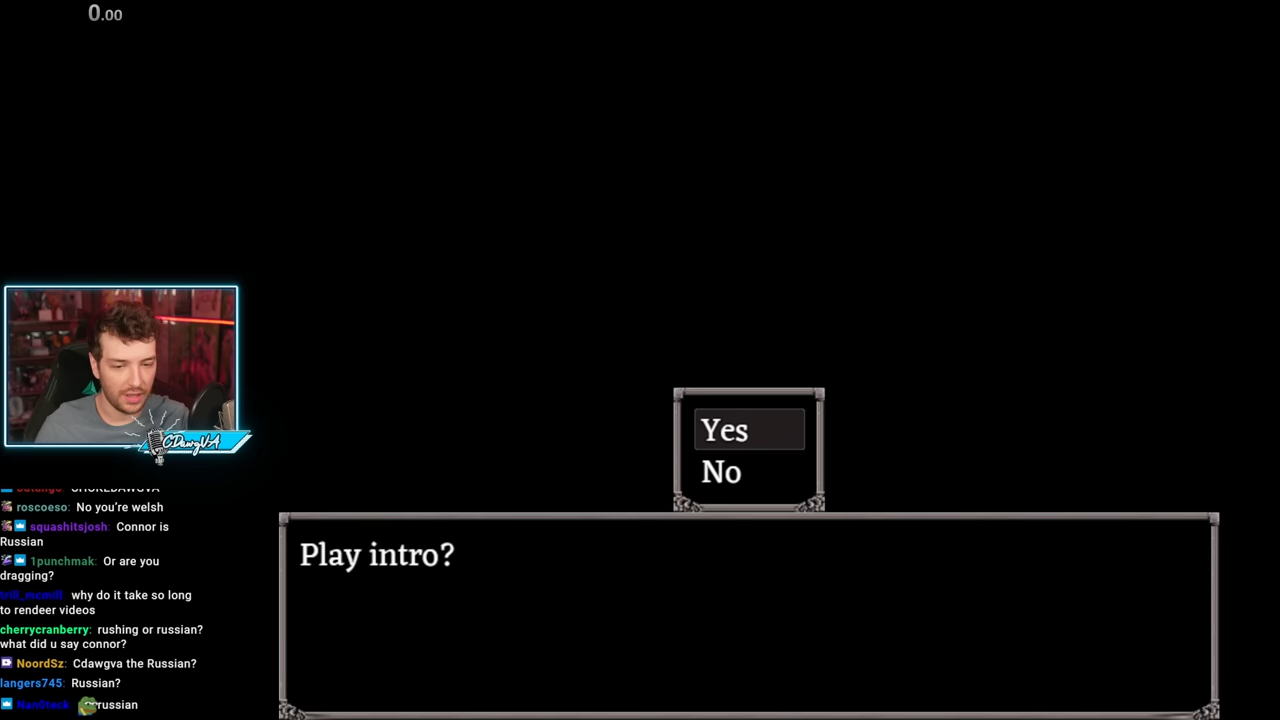 0.00
Yes
No
Play intro?
CDawgVA
roscoeso: No you're welsh
squashitsjosh: Connor is
Russian
1punchmak: Or are you
dragging?
trill_mcmill: why do it take so long
to rendeer videos
cherrycranberry: rushing or russian?
what did u say connor?
NoordSz: Cdawgva the Russian?
langers745: Russian?
russian